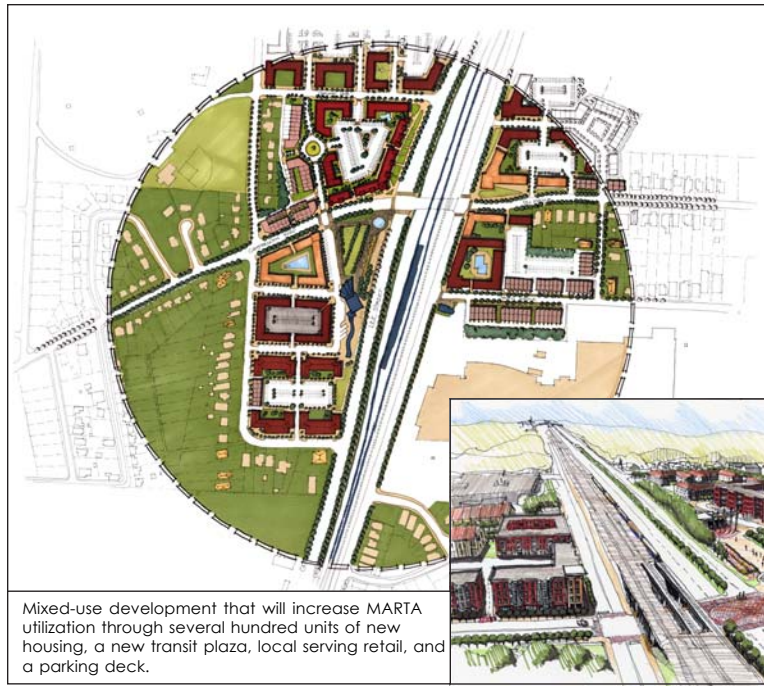 Mixed-use development that will increase MARTA
utilization through several hundred units of new
housing, a new transit plaza, local serving retail, and
a parking deck.